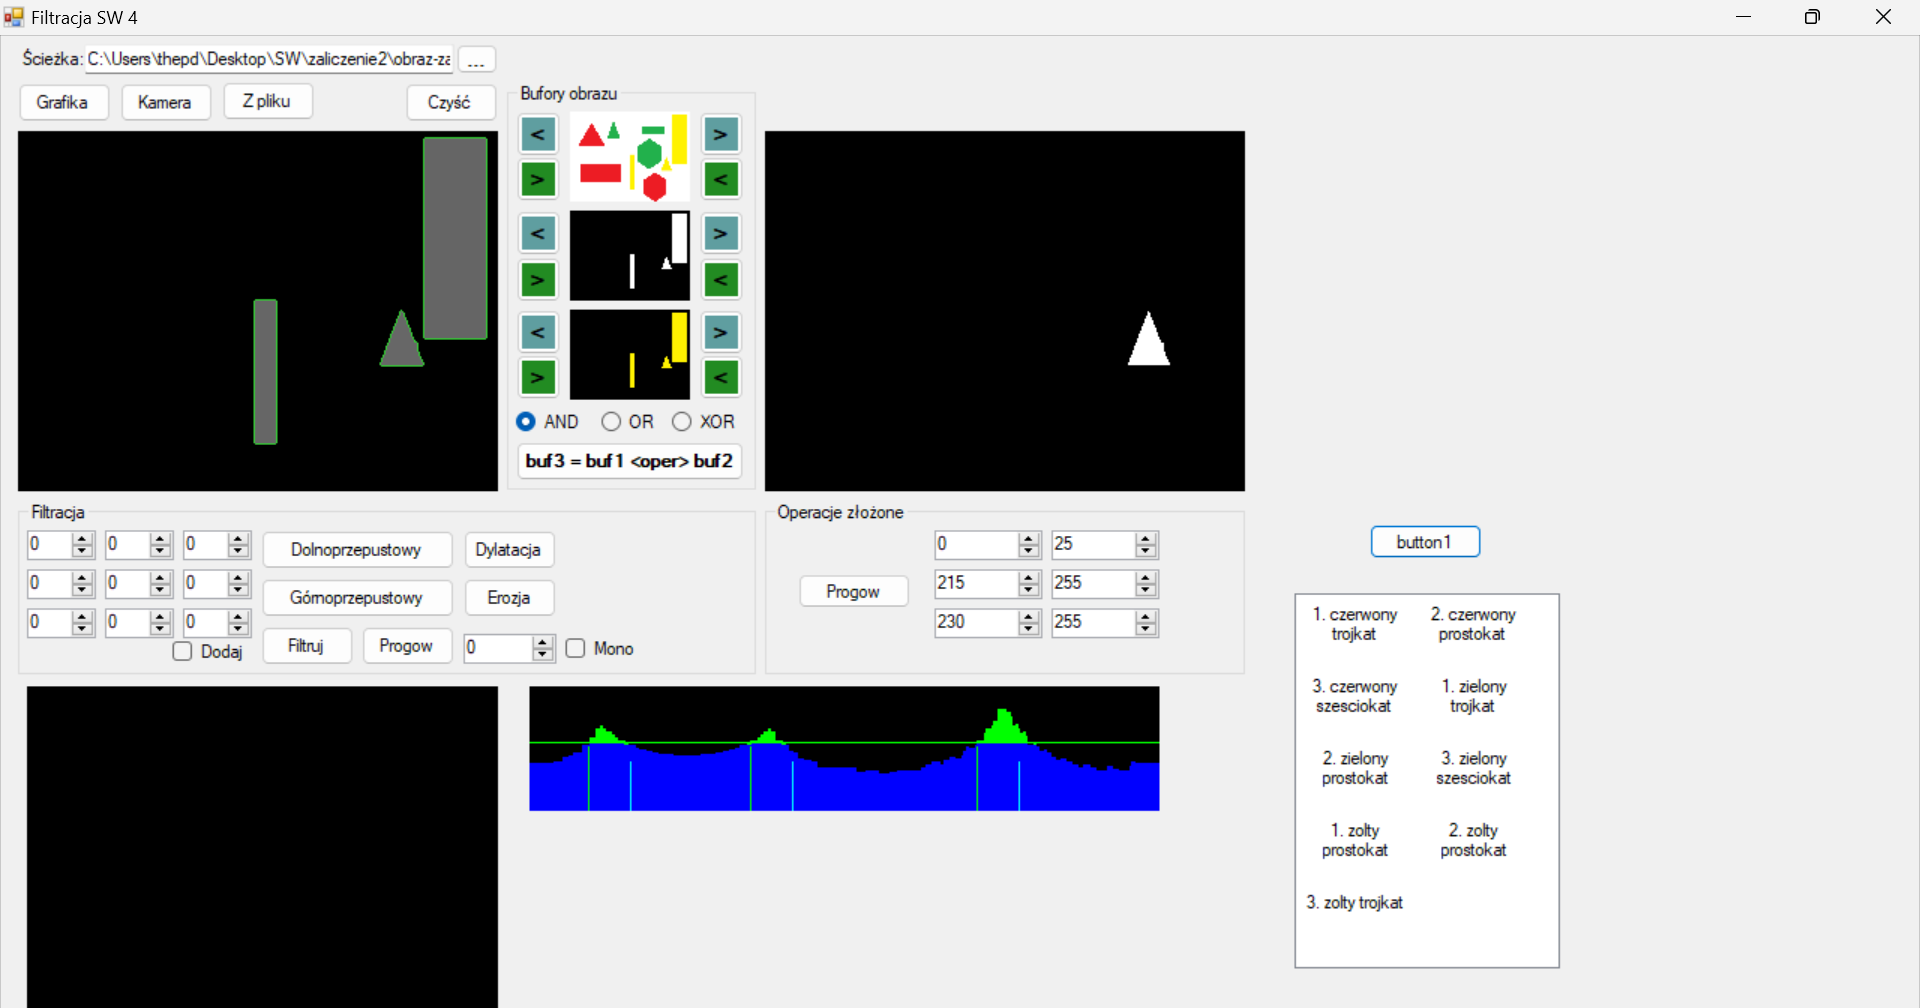 Filtracja SW 4
Ścieżka: C:\Users\thepd\Desktop\SW\zaliczenie2\obraz-za ...
Grafika Kamera Z pliku Czyść
Bufory obrazu
< >
> <
< >
> <
< >
> <
AND OR XOR
buf3 = buf1 <oper> buf2
Filtracja
0 0 0 Dolnoprzepustowy Dylatacja
0 0 0 Górnoprzepustowy Erozja
0 0 0 Dodaj Filtruj Progow 0 Mono
Operacje złożone
0 25
Progow 215 255
230 255
button1
1. czerwony 2. czerwony
trojkat prostokat
3. czerwony 1. zielony
szesciokat trojkat
2. zielony 3. zielony
prostokat szesciokat
1. zolty 2. zolty
prostokat prostokat
3. zolty trojkat